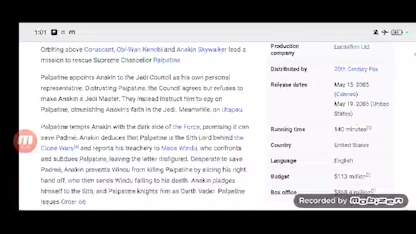 1:01
Orbiting above Coruscant, Obi-Wan Kenobi and Anakin Skywalker lead a
mission to rescue Supreme Chancellor Palpatine
Palpatine appoints Anakin to the Jedi Council as his own personal
representative. Distrusting Palpatine, the Council agrees but refuses to
make Anakin a Jedi Master. They instead instruct him to spy on
Palpatine, diminishing Anakin's faith in the Jedi. Meanwhile, on Utapau,
Palpatine tempts Anakin with the dark side of the Force, promising it can
save Padmé. Anakin deduces that Palpatine is the Sith Lord behind the
Clone Wars and reports his treachery to Mace Windu, who confronts
and subdues Palpatine, leaving the latter disfigured. Desperate to save
Padmé, Anakin prevents Windu from killing Palpatine by slicing his right
hand off, who then sends Windu falling to his death. Anakin pledges
himself to the Sith, and Palpatine knights him as Darth Vader. Palpatine
issues Order 66
Production
company
Lucasfilm Ltd.
Distributed by
20th Century Fox
Release dates
May 15, 2005
(Cannes)
May 19, 2005 (United
States)
Running time
140 minutes
Country
United States
Language
English
Budget
$113 million
Box office
$868.4 million
Recorded by
mobizen